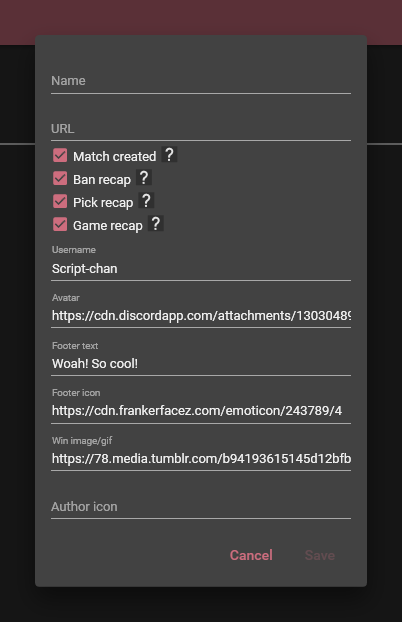 Name
URL
Match created ?
Ban recap ?
Pick recap ?
Game recap ?
Username
Script-chan
Avatar
https://cdn.discordapp.com/attachments/13030489
Footer text
Woah! So cool!
Footer icon
https://cdn.frankerfacez.com/emoticon/243789/4
Win image/gif
https://78.media.tumblr.com/b94193615145d12bfb
Author icon
Cancel Save